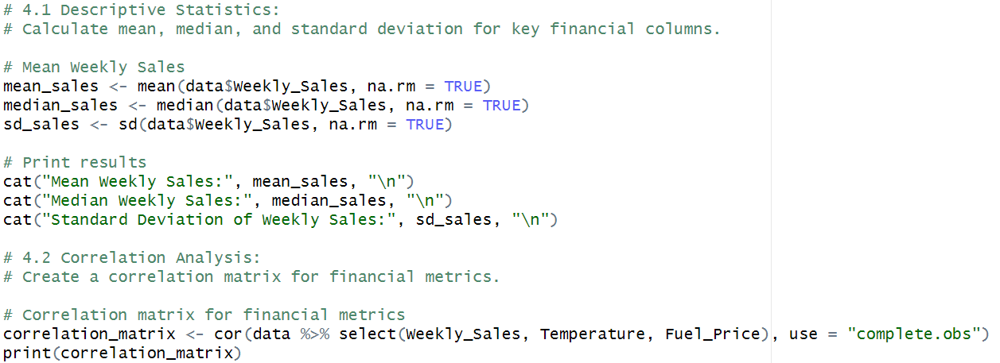 # 4.1 Descriptive Statistics:
# Calculate mean, median, and standard deviation for key financial columns.
# Mean Weekly Sales
mean_sales <- mean(data$Weekly_Sales, na.rm = TRUE)
median_sales <- median(data$Weekly_Sales, na.rm = TRUE)
sd_sales <- sd(data$Weekly_Sales, na.rm = TRUE)
# Print results
cat("Mean Weekly Sales:", mean_sales, "\n")
cat("Median Weekly Sales:", median_sales, "\n")
cat("Standard Deviation of Weekly Sales:", sd_sales, "\n")
# 4.2 Correlation Analysis:
# Create a correlation matrix for financial metrics.
# Correlation matrix for financial metrics
correlation_matrix <- cor(data %>% select(Weekly_Sales, Temperature, Fuel_Price), use = "complete.obs")
print(correlation_matrix)